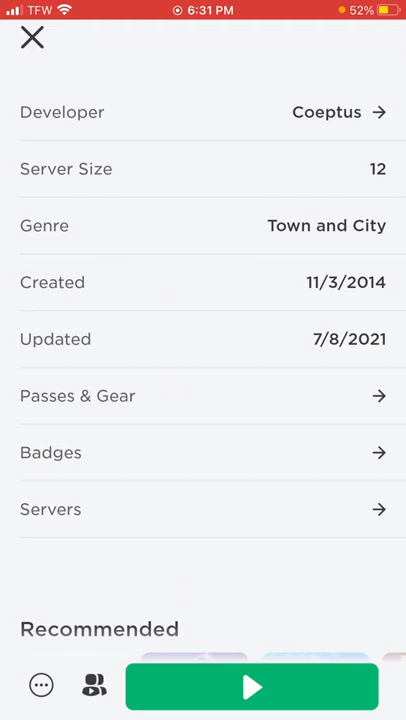 TFW 6:31 PM 52%
Developer Coeptus →
Server Size 12
Genre Town and City
Created 11/3/2014
Updated 7/8/2021
Passes & Gear →
Badges →
Servers →
Recommended